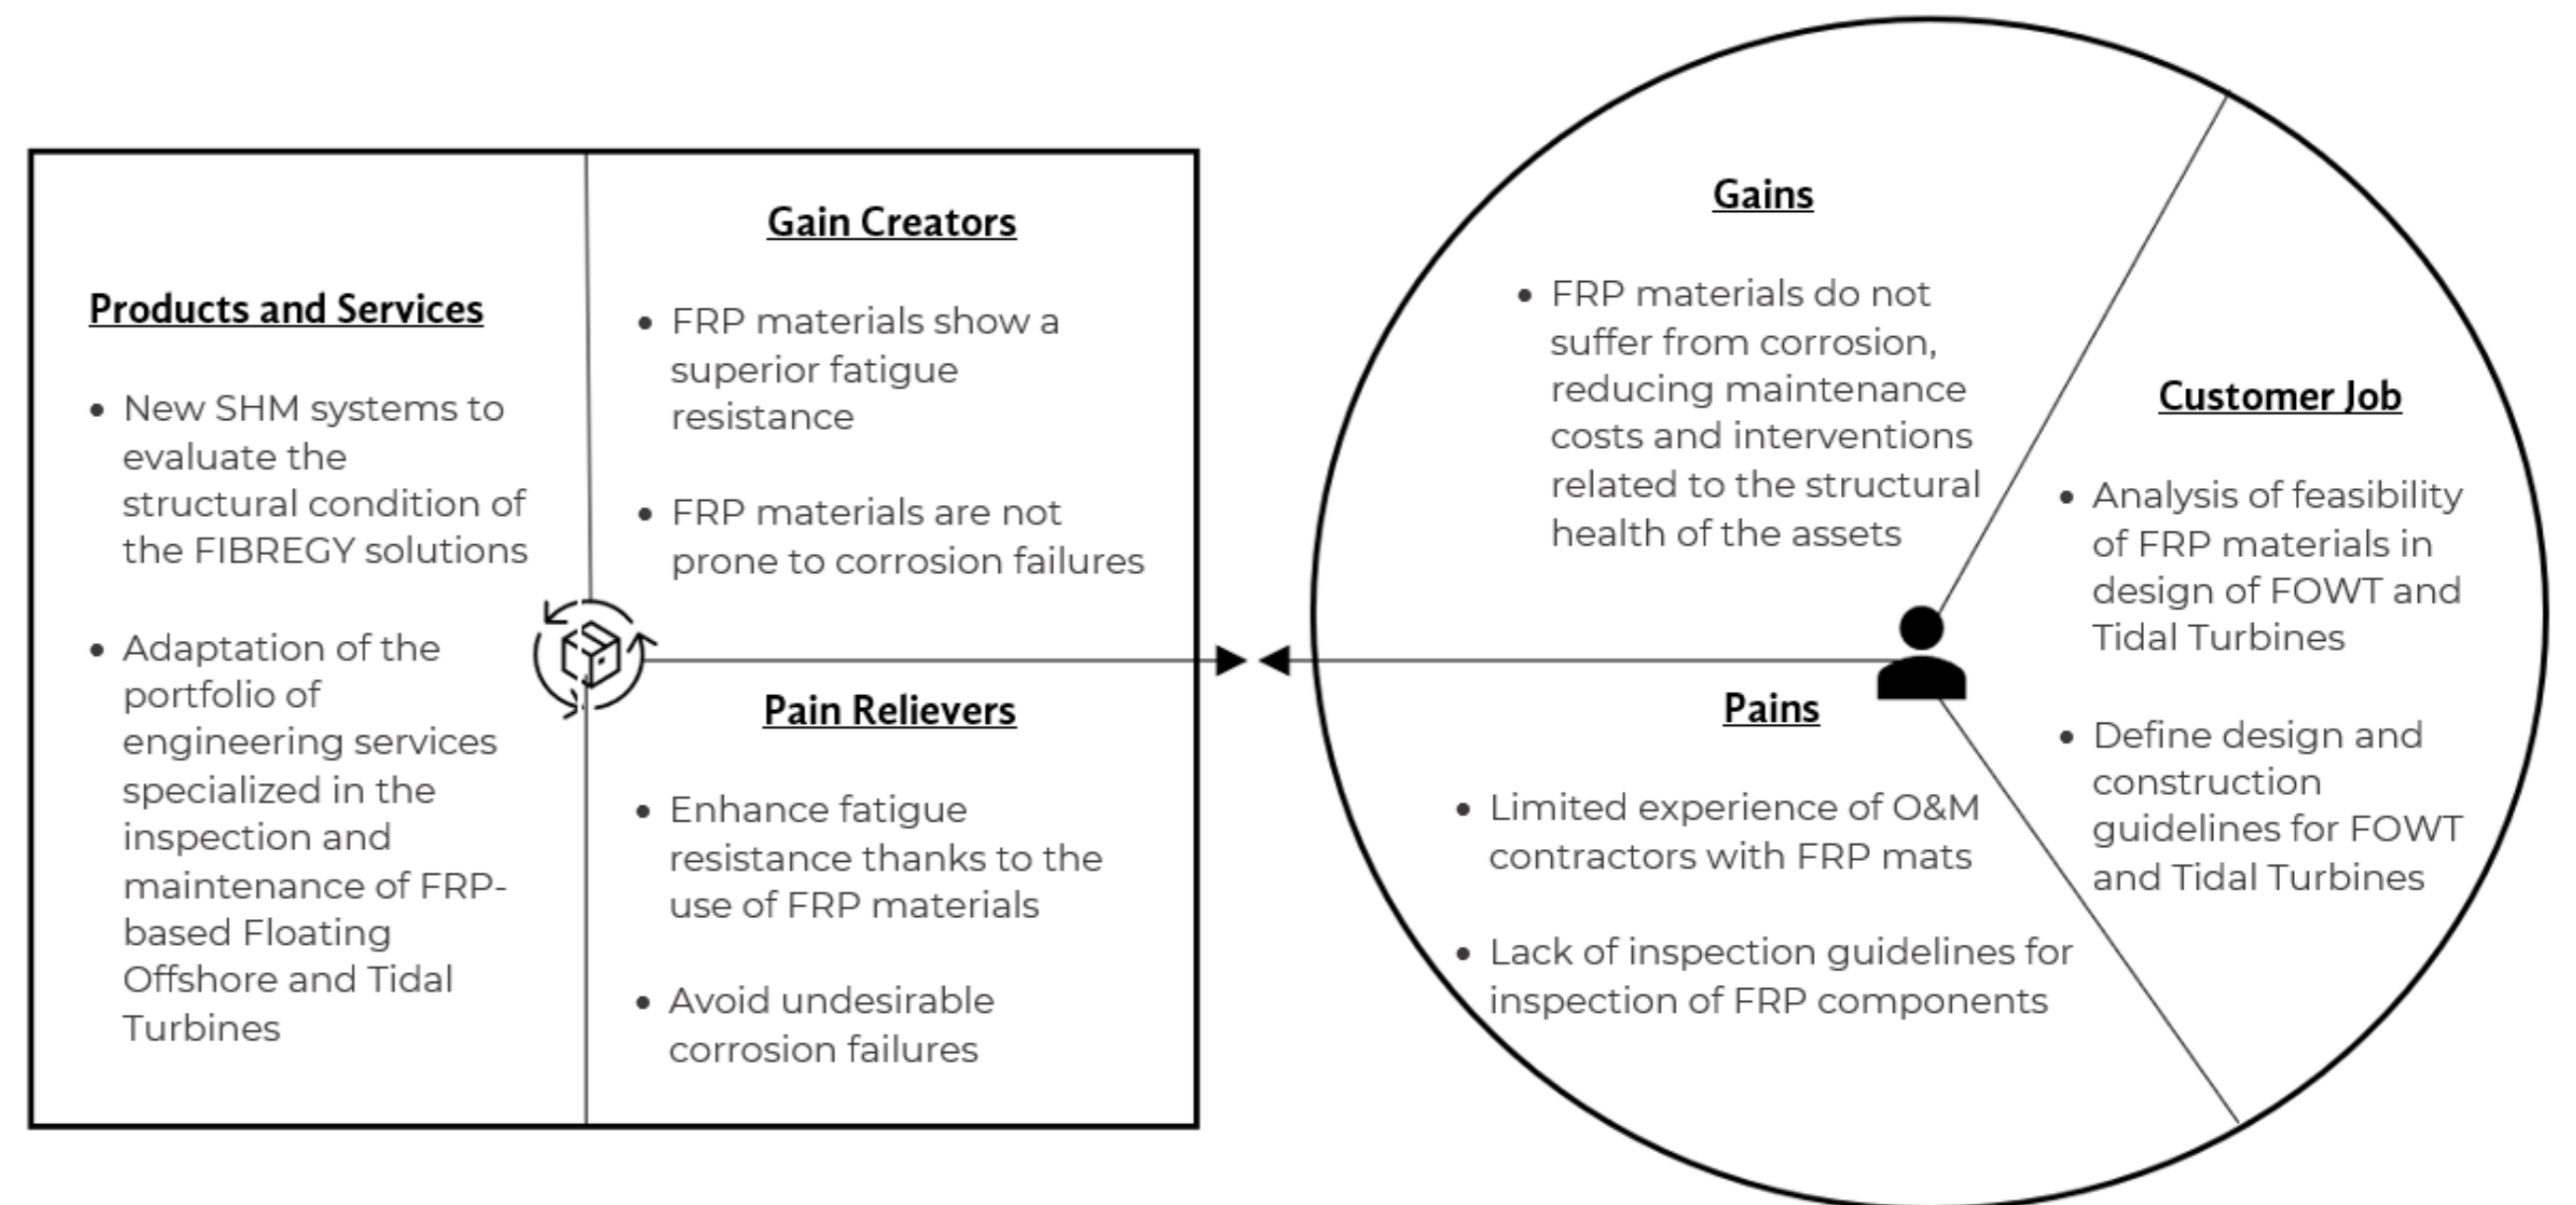 Products and Services
• New SHM systems to
evaluate the
structural condition of
the FIBREGY solutions
• Adaptation of the
portfolio of
engineering services
specialized in the
inspection and
maintenance of FRP-
based Floating
Offshore and Tidal
Turbines
Gain Creators
• FRP materials show a
superior fatigue
resistance
• FRP materials are not
prone to corrosion failures
Pain Relievers
• Enhance fatigue
resistance thanks to the
use of FRP materials
• Avoid undesirable
corrosion failures
Gains
• FRP materials do not
suffer from corrosion,
reducing maintenance
costs and interventions
related to the structural
health of the assets
Pains
• Limited experience of O&M
contractors with FRP mats
• Lack of inspection guidelines for
inspection of FRP components
Customer Job
• Analysis of feasibility
of FRP materials in
design of FOWT and
Tidal Turbines
• Define design and
construction
guidelines for FOWT
and Tidal Turbines